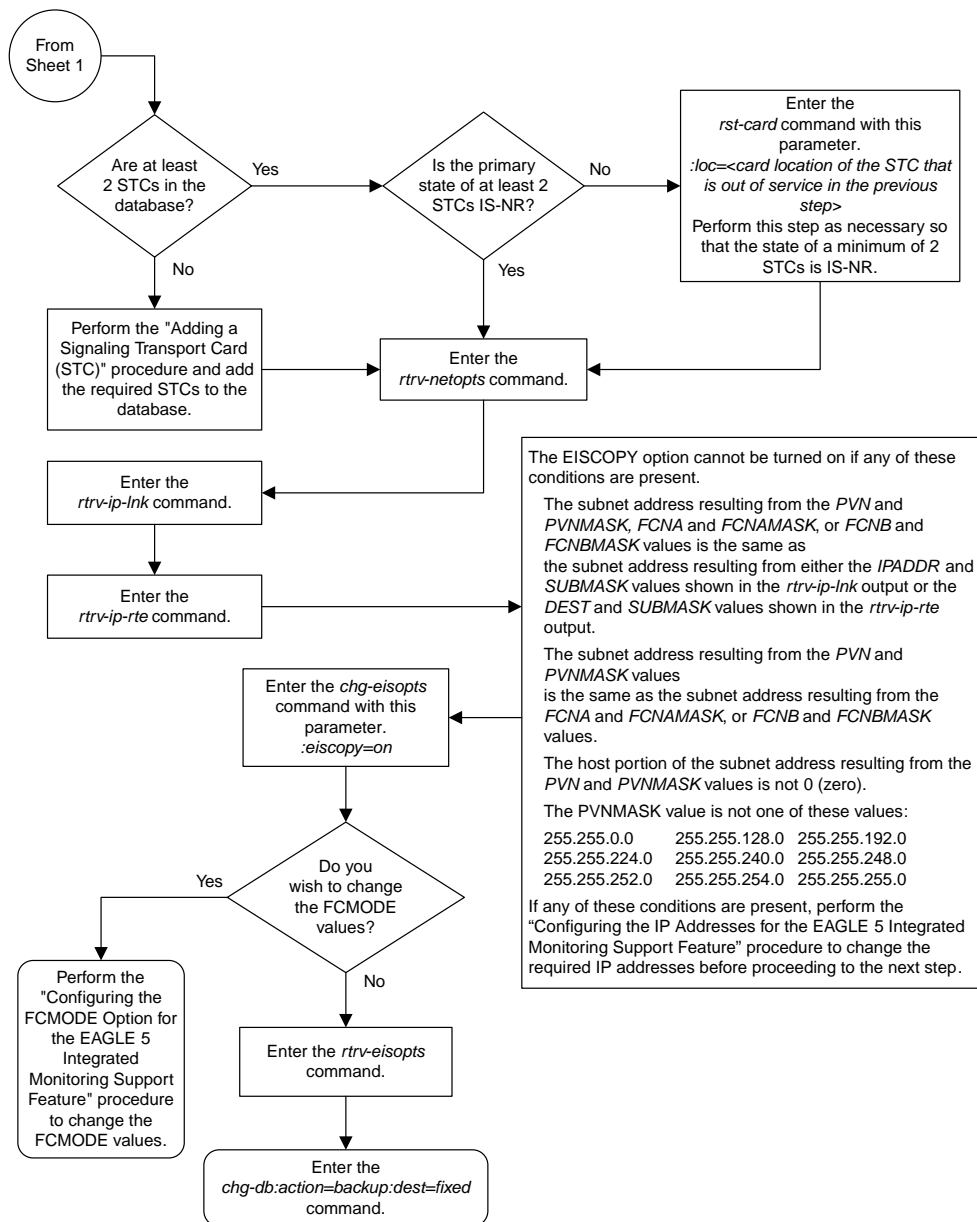 From
Sheet 1
Are at least
2 STCs in the
database?
Yes
No
Is the primary
state of at least 2
STCs IS-NR?
No
Yes
Enter the
rst-card command with this
parameter.
:loc=<card location of the STC that
is out of service in the previous
step>
Perform this step as necessary so
that the state of a minimum of 2
STCs is IS-NR.
Perform the "Adding a
Signaling Transport Card
(STC)" procedure and add
the required STCs to the
database.
Enter the
rtrv-netopts command.
Enter the
rtrv-ip-lnk command.
Enter the
rtrv-ip-rte command.
The EISCOPY option cannot be turned on if any of these
conditions are present.
The subnet address resulting from the PVN and
PVNMASK, FCNA and FCNAMASK, or FCNB and
FCNBMASK values is the same as
the subnet address resulting from either the IPADDR and
SUBMASK values shown in the rtrv-ip-lnk output or the
DEST and SUBMASK values shown in the rtrv-ip-rte
output.
The subnet address resulting from the PVN and
PVNMASK values
is the same as the subnet address resulting from the
FCNA and FCNAMASK, or FCNB and FCNBMASK
values.
The host portion of the subnet address resulting from the
PVN and PVNMASK values is not 0 (zero).
The PVNMASK value is not one of these values:
255.255.0.0 255.255.128.0 255.255.192.0
255.255.224.0 255.255.240.0 255.255.248.0
255.255.252.0 255.255.254.0 255.255.255.0
If any of these conditions are present, perform the
“Configuring the IP Addresses for the EAGLE 5 Integrated
Monitoring Support Feature” procedure to change the
required IP addresses before proceeding to the next step.
Enter the chg-eisopts
command with this
parameter.
:eiscopy=on
Do you
wish to change
the FCMODE
values?
Yes
No
Perform the
"Configuring the
FCMODE Option for
the EAGLE 5
Integrated
Monitoring Support
Feature" procedure
to change the
FCMODE values.
Enter the rtrv-eisopts
command.
Enter the
chg-db:action=backup:dest=fixed
command.